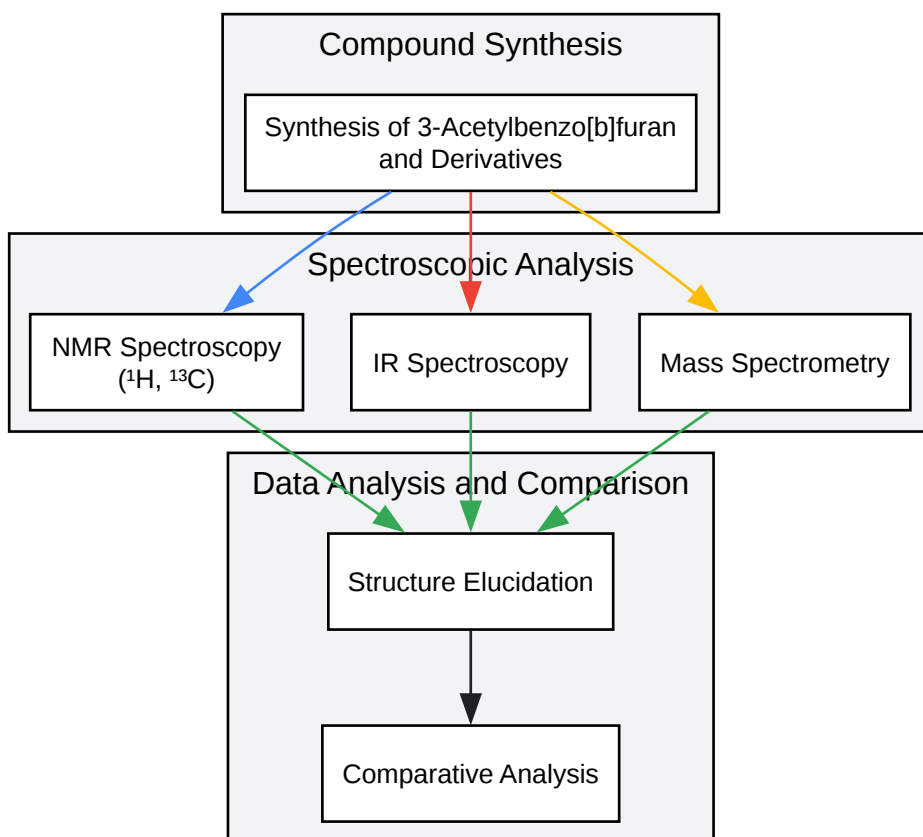 Compound Synthesis
Synthesis of 3-Acetylbenzo[b]furan
and Derivatives
Spectroscopic Analysis
NMR Spectroscopy
(¹H, ¹³C)
IR Spectroscopy
Mass Spectrometry
Data Analysis and Comparison
Structure Elucidation
Comparative Analysis